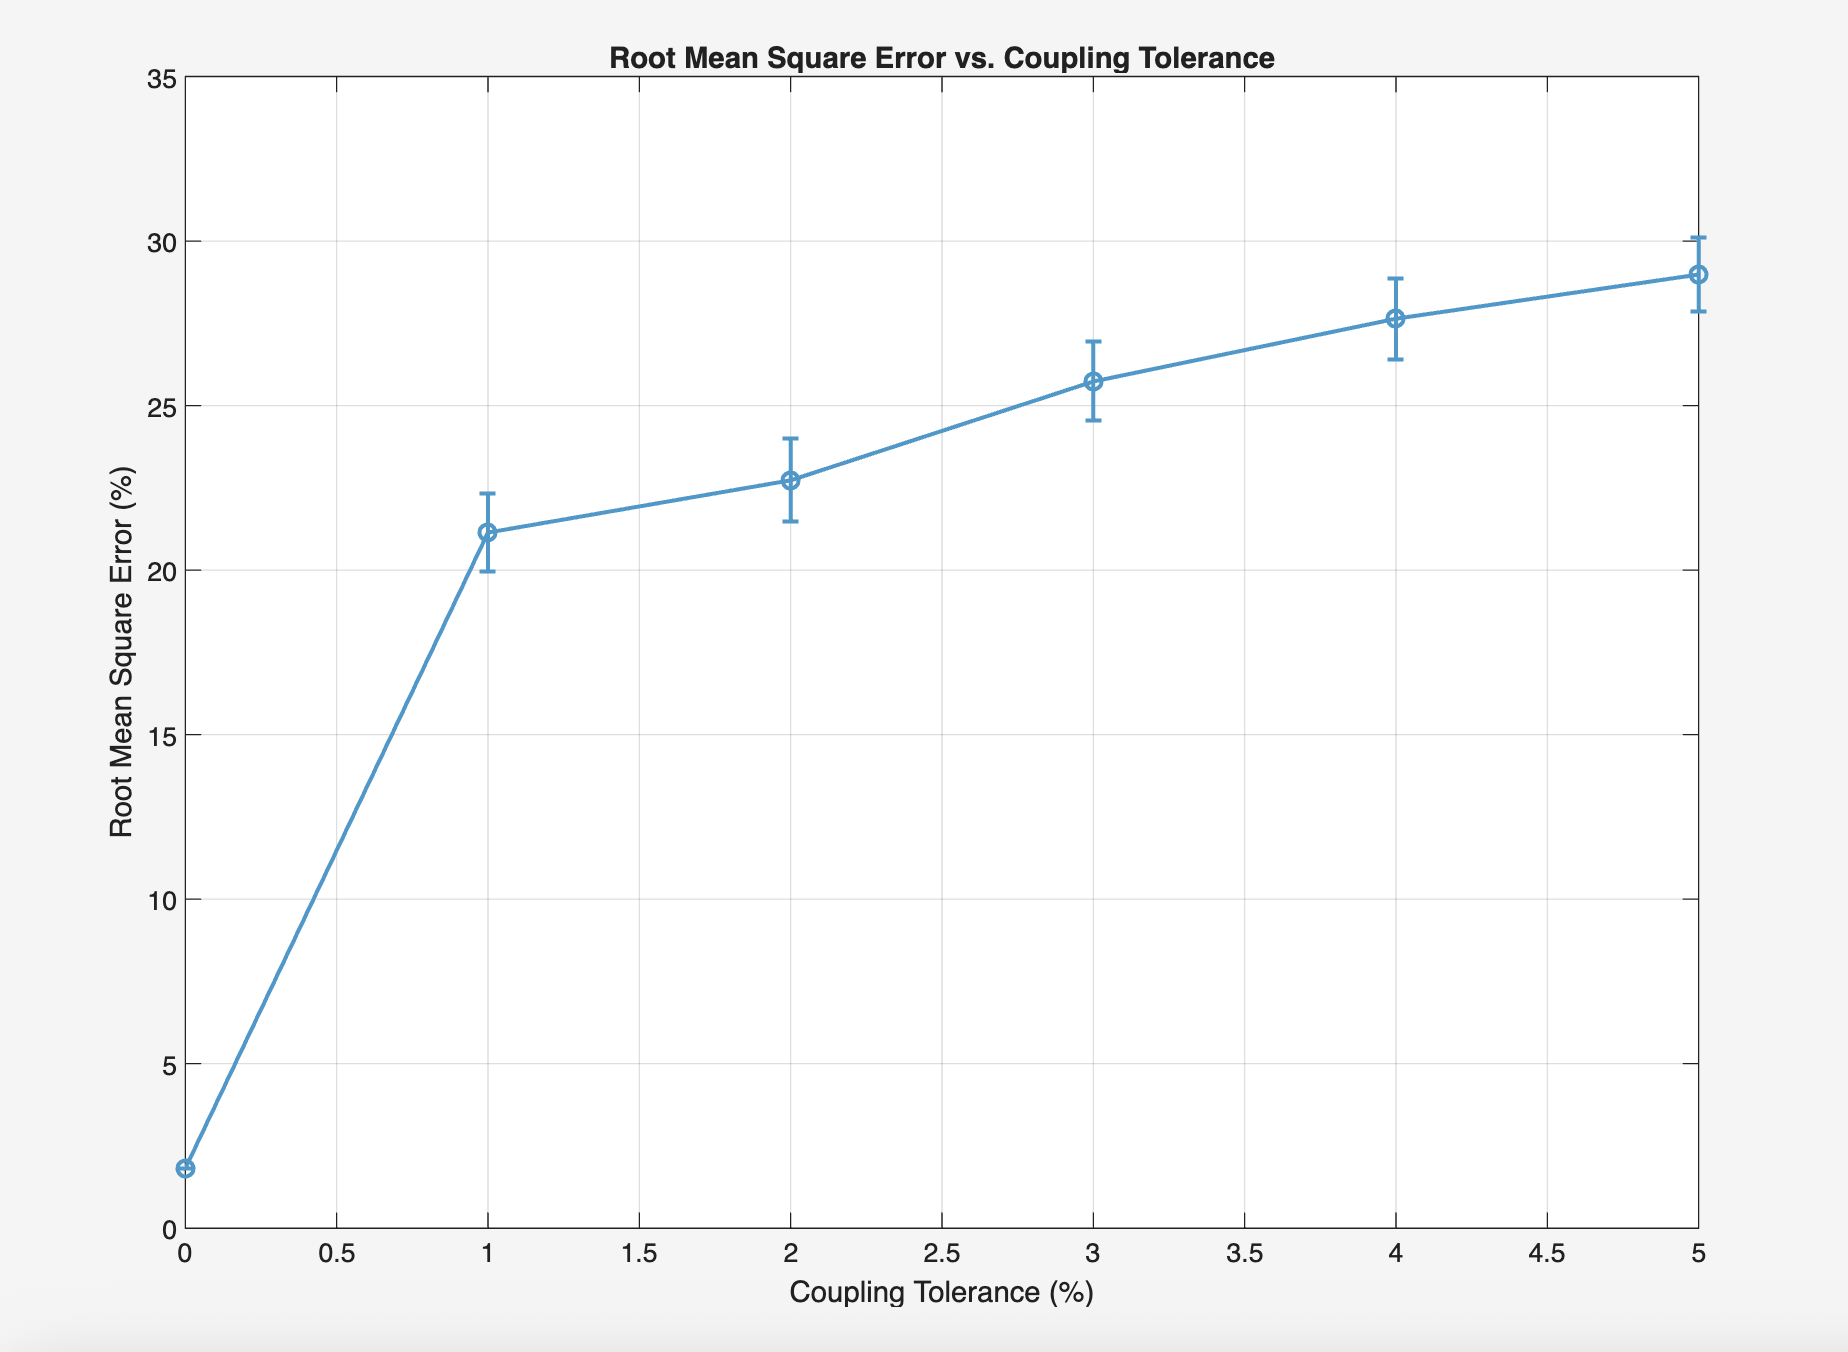 Root Mean Square Error vs. Coupling Tolerance
35
30
25
20
15
10
5
0
Root Mean Square Error (%)
0 0.5 1 1.5 2 2.5 3 3.5 4 4.5 5
Coupling Tolerance (%)